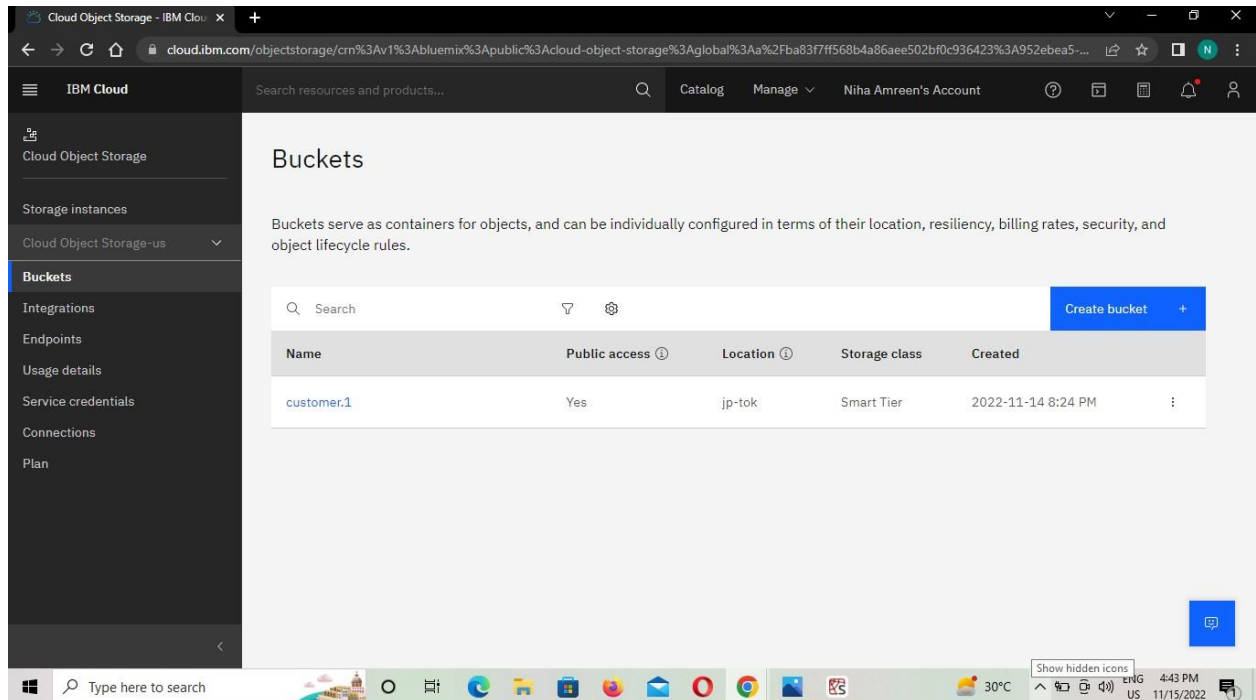 Cloud Object Storage - IBM Clou
cloud.ibm.com/objectstorage/crn%3Av1%3Abluemix%3Apublic%3Acloud-object-storage%3Aglobal%3Aa%2Fba83f7ff568b4a86aee502bf0c936423%3A952ebea5-...
N
IBM Cloud
Search resources and products...
Catalog
Manage
Niha Amreen's Account
Cloud Object Storage
Storage instances
Cloud Object Storage-us
Buckets
Integrations
Endpoints
Usage details
Service credentials
Connections
Plan
Buckets
Buckets serve as containers for objects, and can be individually configured in terms of their location, resiliency, billing rates, security, and
object lifecycle rules.
Search
Create bucket +
Name Public access Location Storage class Created
customer.1 Yes jp-tok Smart Tier 2022-11-14 8:24 PM
Show hidden icons
Type here to search
30°C
ENG
US
4:43 PM
11/15/2022